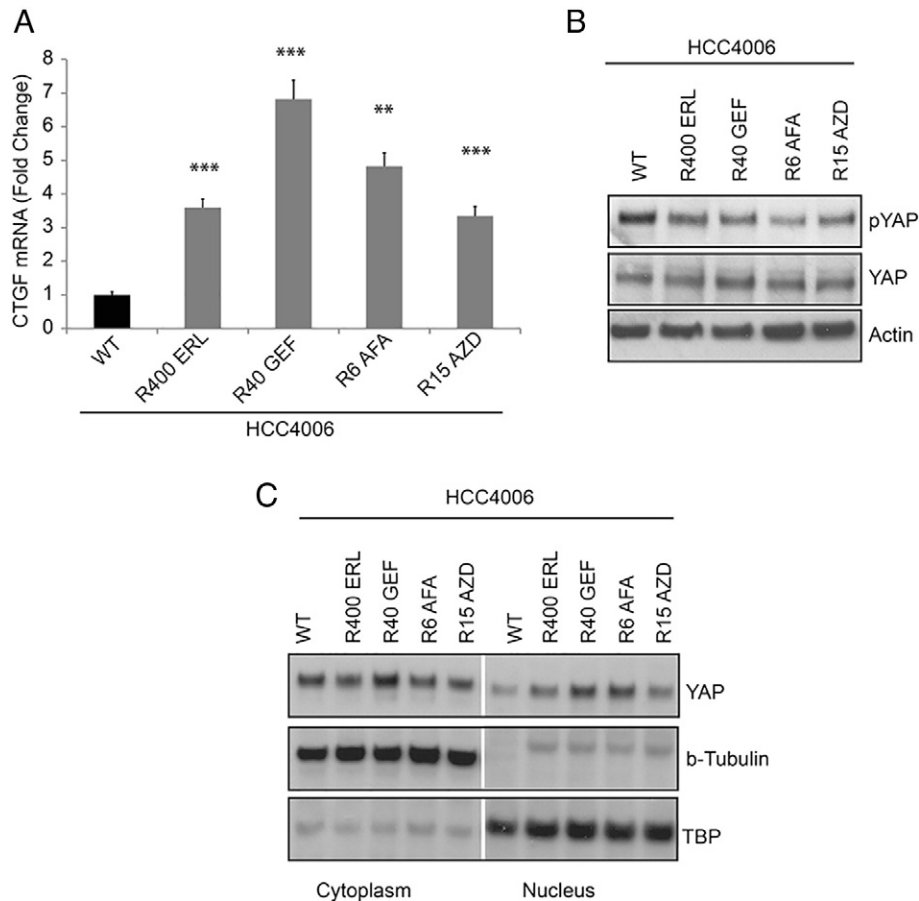 A
CTGF mRNA (Fold Change)
8
7
6
5
4
3
2
1
0
***
***
**
***
WT
R400 ERL
R40 GEF
R6 AFA
R15 AZD
HCC4006
B
HCC4006
WT
R400 ERL
R40 GEF
R6 AFA
R15 AZD
pYAP
YAP
Actin
C
HCC4006
WT
R400 ERL
R40 GEF
R6 AFA
R15 AZD
WT
R400 ERL
R40 GEF
R6 AFA
R15 AZD
YAP
b-Tubulin
TBP
Cytoplasm
Nucleus